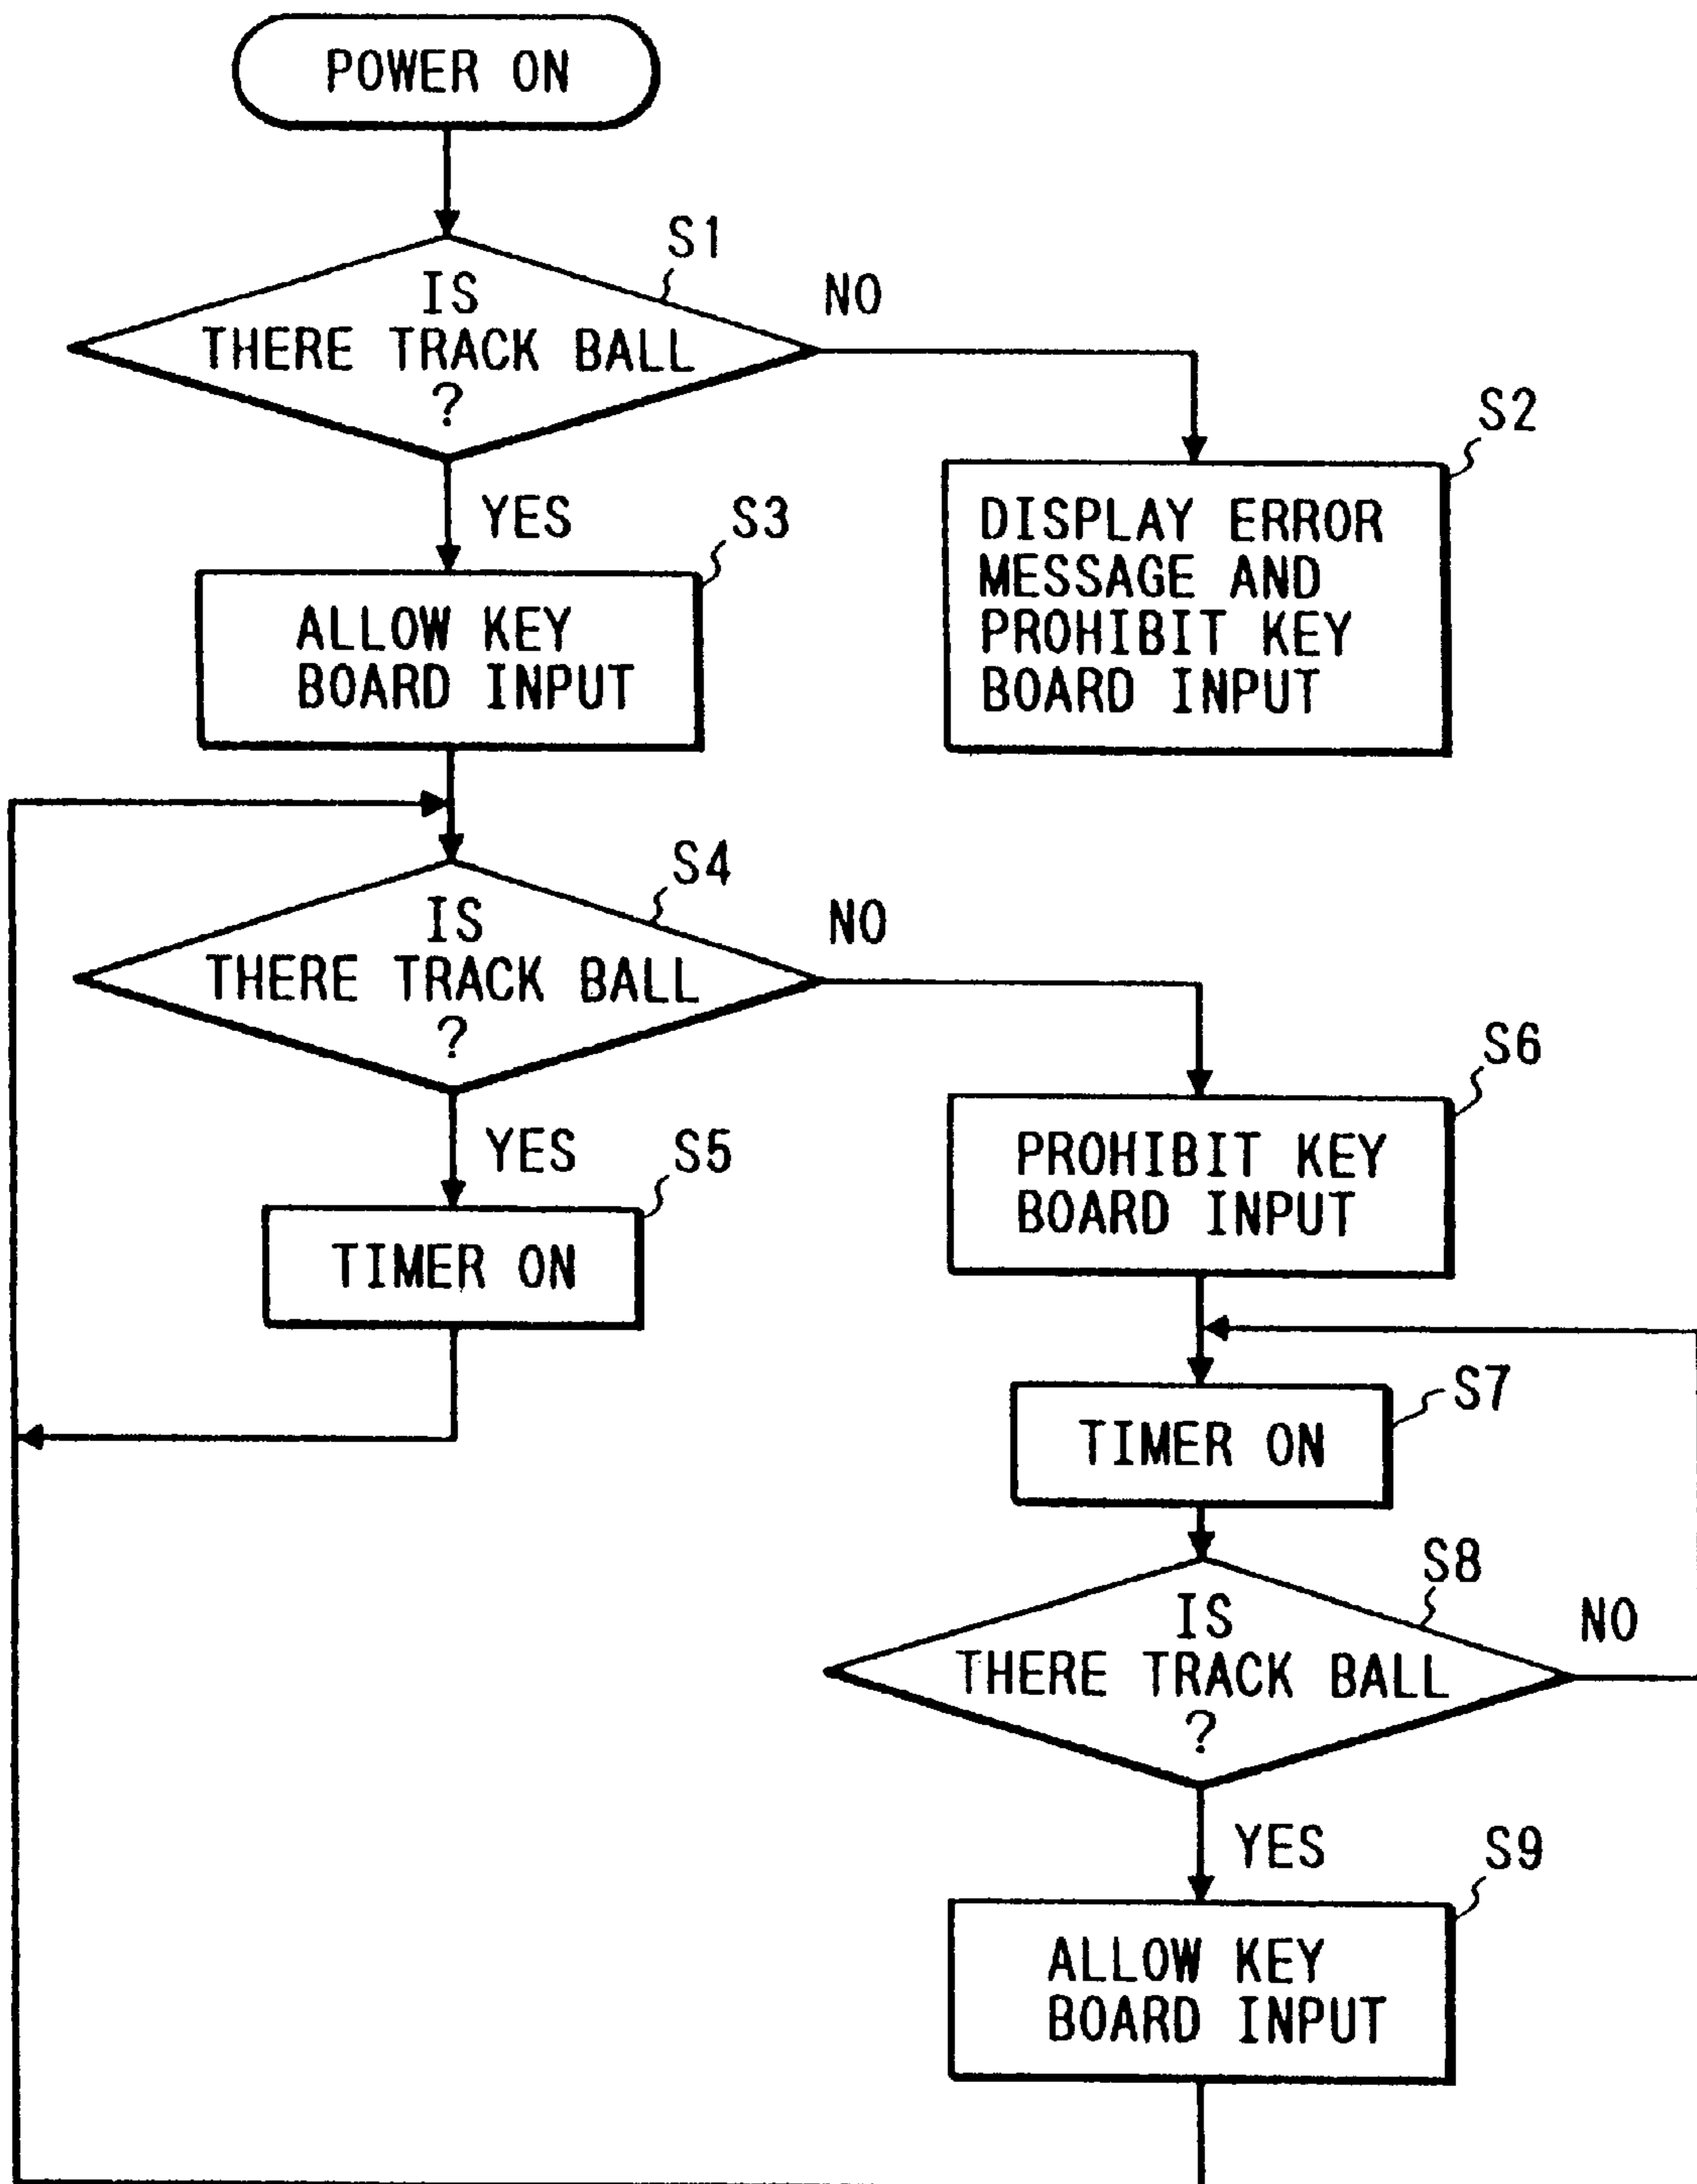 POWER ON
S1
IS
THERE TRACK BALL
?
NO
YES
S2
DISPLAY ERROR
MESSAGE AND
PROHIBIT KEY
BOARD INPUT
S3
ALLOW KEY
BOARD INPUT
S4
IS
THERE TRACK BALL
?
NO
YES
S5
TIMER ON
S6
PROHIBIT KEY
BOARD INPUT
S7
TIMER ON
S8
IS
THERE TRACK BALL
?
NO
YES
S9
ALLOW KEY
BOARD INPUT